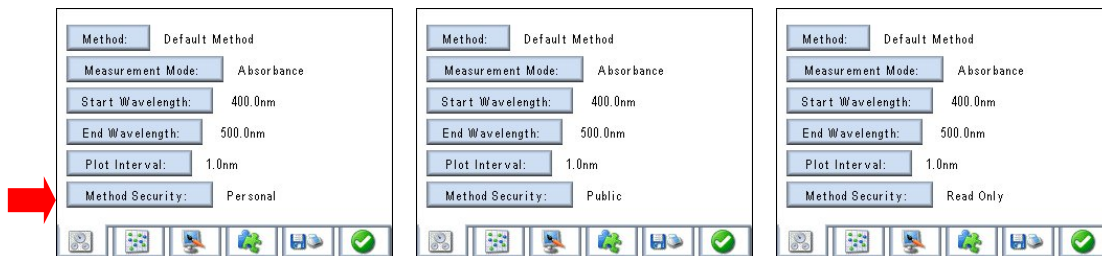 Method: Default Method
Measurement Mode: Absorbance
Start Wavelength: 400.0nm
End Wavelength: 500.0nm
Plot Interval: 1.0nm
Method Security: Personal
Method: Default Method
Measurement Mode: Absorbance
Start Wavelength: 400.0nm
End Wavelength: 500.0nm
Plot Interval: 1.0nm
Method Security: Public
Method: Default Method
Measurement Mode: Absorbance
Start Wavelength: 400.0nm
End Wavelength: 500.0nm
Plot Interval: 1.0nm
Method Security: Read Only